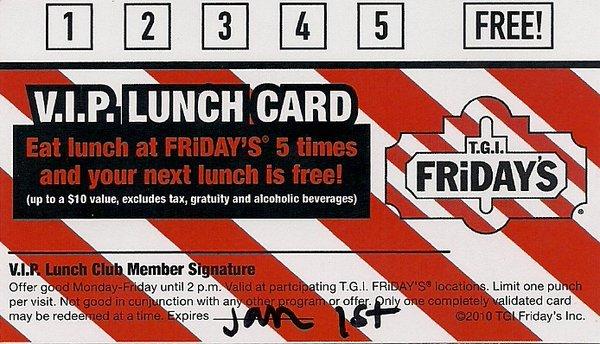 1 2 3 4 5 FREE!
V.I.P. LUNCH CARD
Eat lunch at FRiDAY'S® 5 times
and your next lunch is free!
(up to a $10 value, excludes tax, gratuity and alcoholic beverages)
T.G.I.
FRiDAY'S®
V.I.P. Lunch Club Member Signature
Offer good Monday-Friday until 2 p.m. Valid at partcipating T.G.I. FRiDAY'S® locations. Limit one punch
per visit. Not good in conjunction with any other program or offer. Only one completely validated card
may be redeemed at a time. Expires Jan 1st ©2010 TGI Friday's Inc.